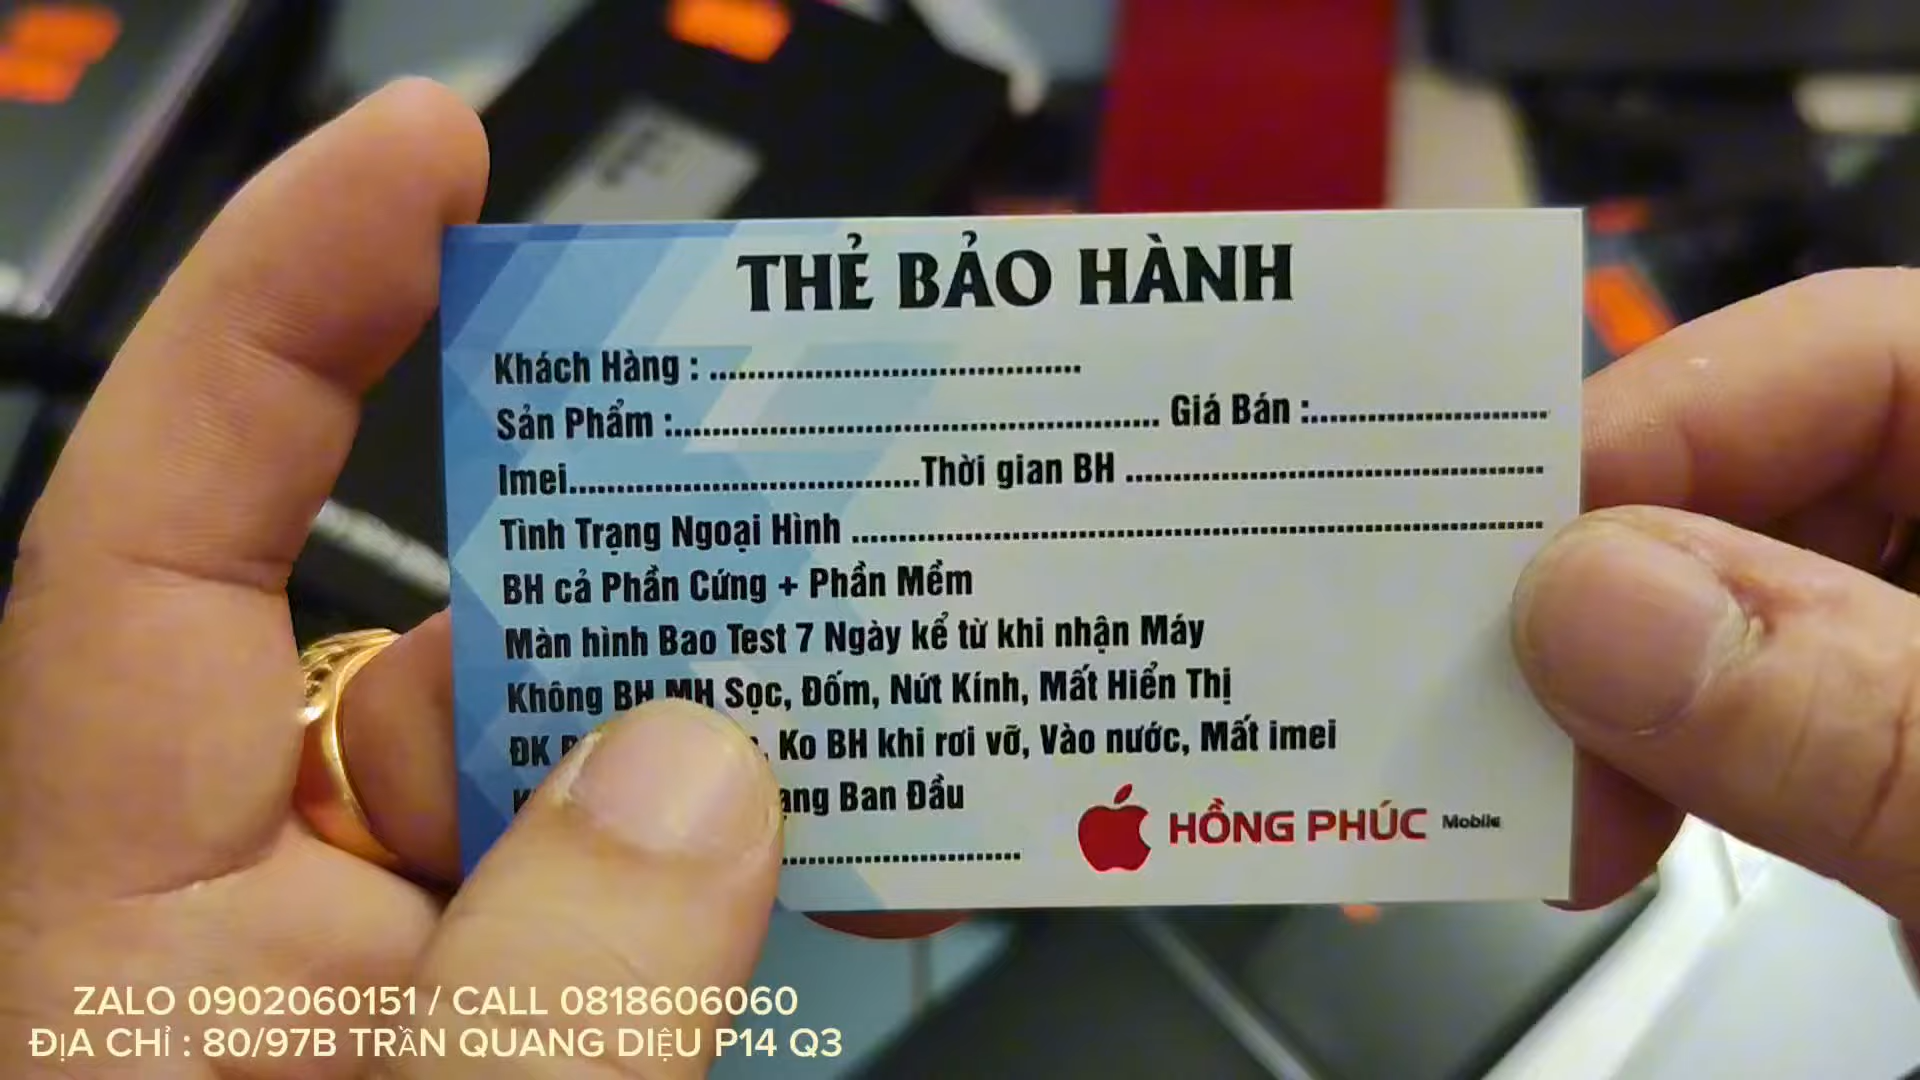 THẺ BẢO HÀNH
Khách Hàng : ........................................
Sản Phẩm :.................................................... Giá Bán :..........................
Imei......................................Thời gian BH .............................................
Tình Trạng Ngoại Hình ..........................................................................
BH cả Phần Cứng + Phần Mềm
Màn hình Bao Test 7 Ngày kể từ khi nhận Máy
Không BH MH Sọc, Đốm, Nứt Kính, Mất Hiển Thị
ĐK Ko BH khi rơi vỡ, Vào nước, Mất imei
Ban Đầu
..........................
HỒNG PHÚC Mobile
ZALO 0902060151 / CALL 0818606060
ĐỊA CHỈ : 80/97B TRẦN QUANG DIỆU P14 Q3